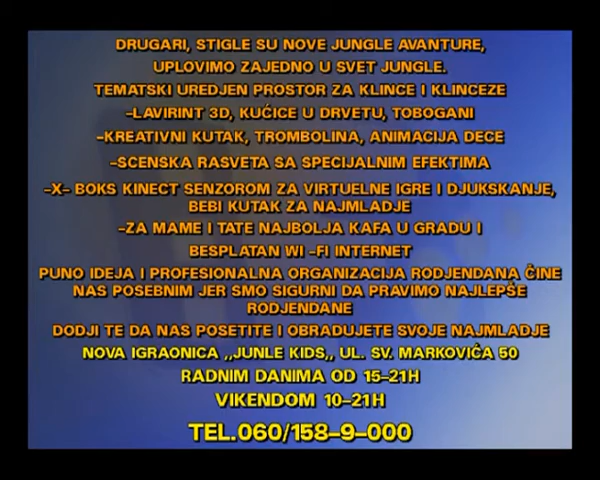 DRUGARI, STIGLE SU NOVE JUNGLE AVANTURE,
UPLOVIMO ZAJEDNO U SVET JUNGLE.
TEMATSKI UREDJEN PROSTOR ZA KLINCE I KLINCEZE
-LAVIRINT 3D, KUĆICE U DRVETU, TOBOGANI
-KREATIVNI KUTAK, TROMBOLINA, ANIMACIJA DECE
-SCENSKA RASVETA SA SPECIJALNIM EFEKTIMA
-X- BOKS KINECT SENZOROM ZA VIRTUELNE IGRE I DJUKSKANJE,
BEBI KUTAK ZA NAJMLADJE
-ZA MAME I TATE NAJBOLJA KAFA U GRADU I
BESPLATAN WI -FI INTERNET
PUNO IDEJA I PROFESIONALNA ORGANIZACIJA RODJENDANA ČINE
NAS POSEBNIM JER SMO SIGURNI DA PRAVIMO NAJLEPŠE
RODJENDANE
DODJI TE DA NAS POSETITE I OBRADUJETE SVOJE NAJMLADJE
NOVA IGRAONICA ,,JUNLE KIDS,, UL. SV. MARKOVIĆA 50
RADNIM DANIMA OD 15-21H
VIKENDOM 10-21H
TEL.060/158-9-000